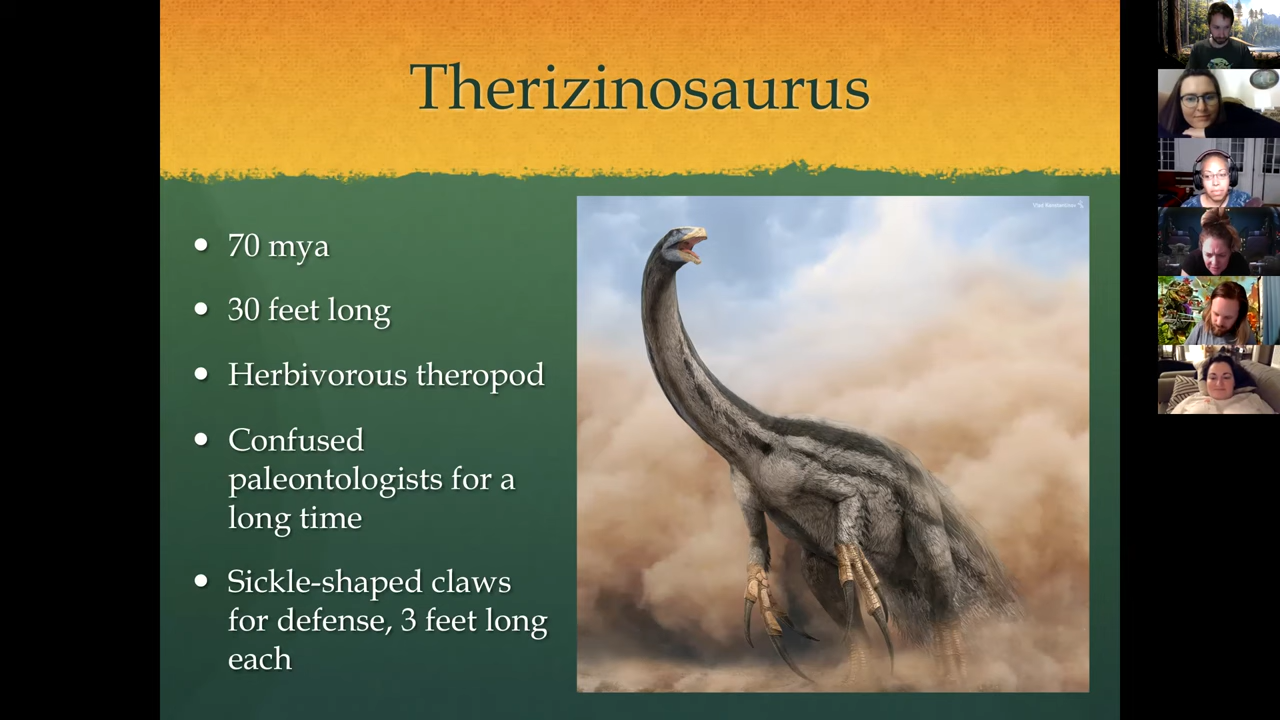 Therizinosaurus
70 mya
30 feet long
Herbivorous theropod
Confused
paleontologists for a
long time
Sickle-shaped claws
for defense, 3 feet long
each